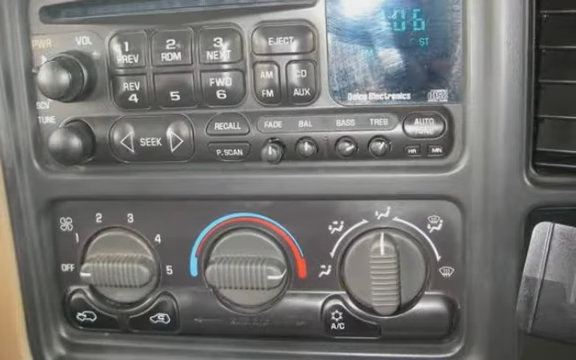 PWR VOL
1 PREV 2 RDM 3 NEXT EJECT
:06
ST
REV 4 5 FWD 6 AM FM CD AUX
Delco Electronics
SCV
TUNE
SEEK RECALL FADE BAL BASS TREB AUTO
P.SCAN HR MIN
OFF 1 2 3 4 5
A/C